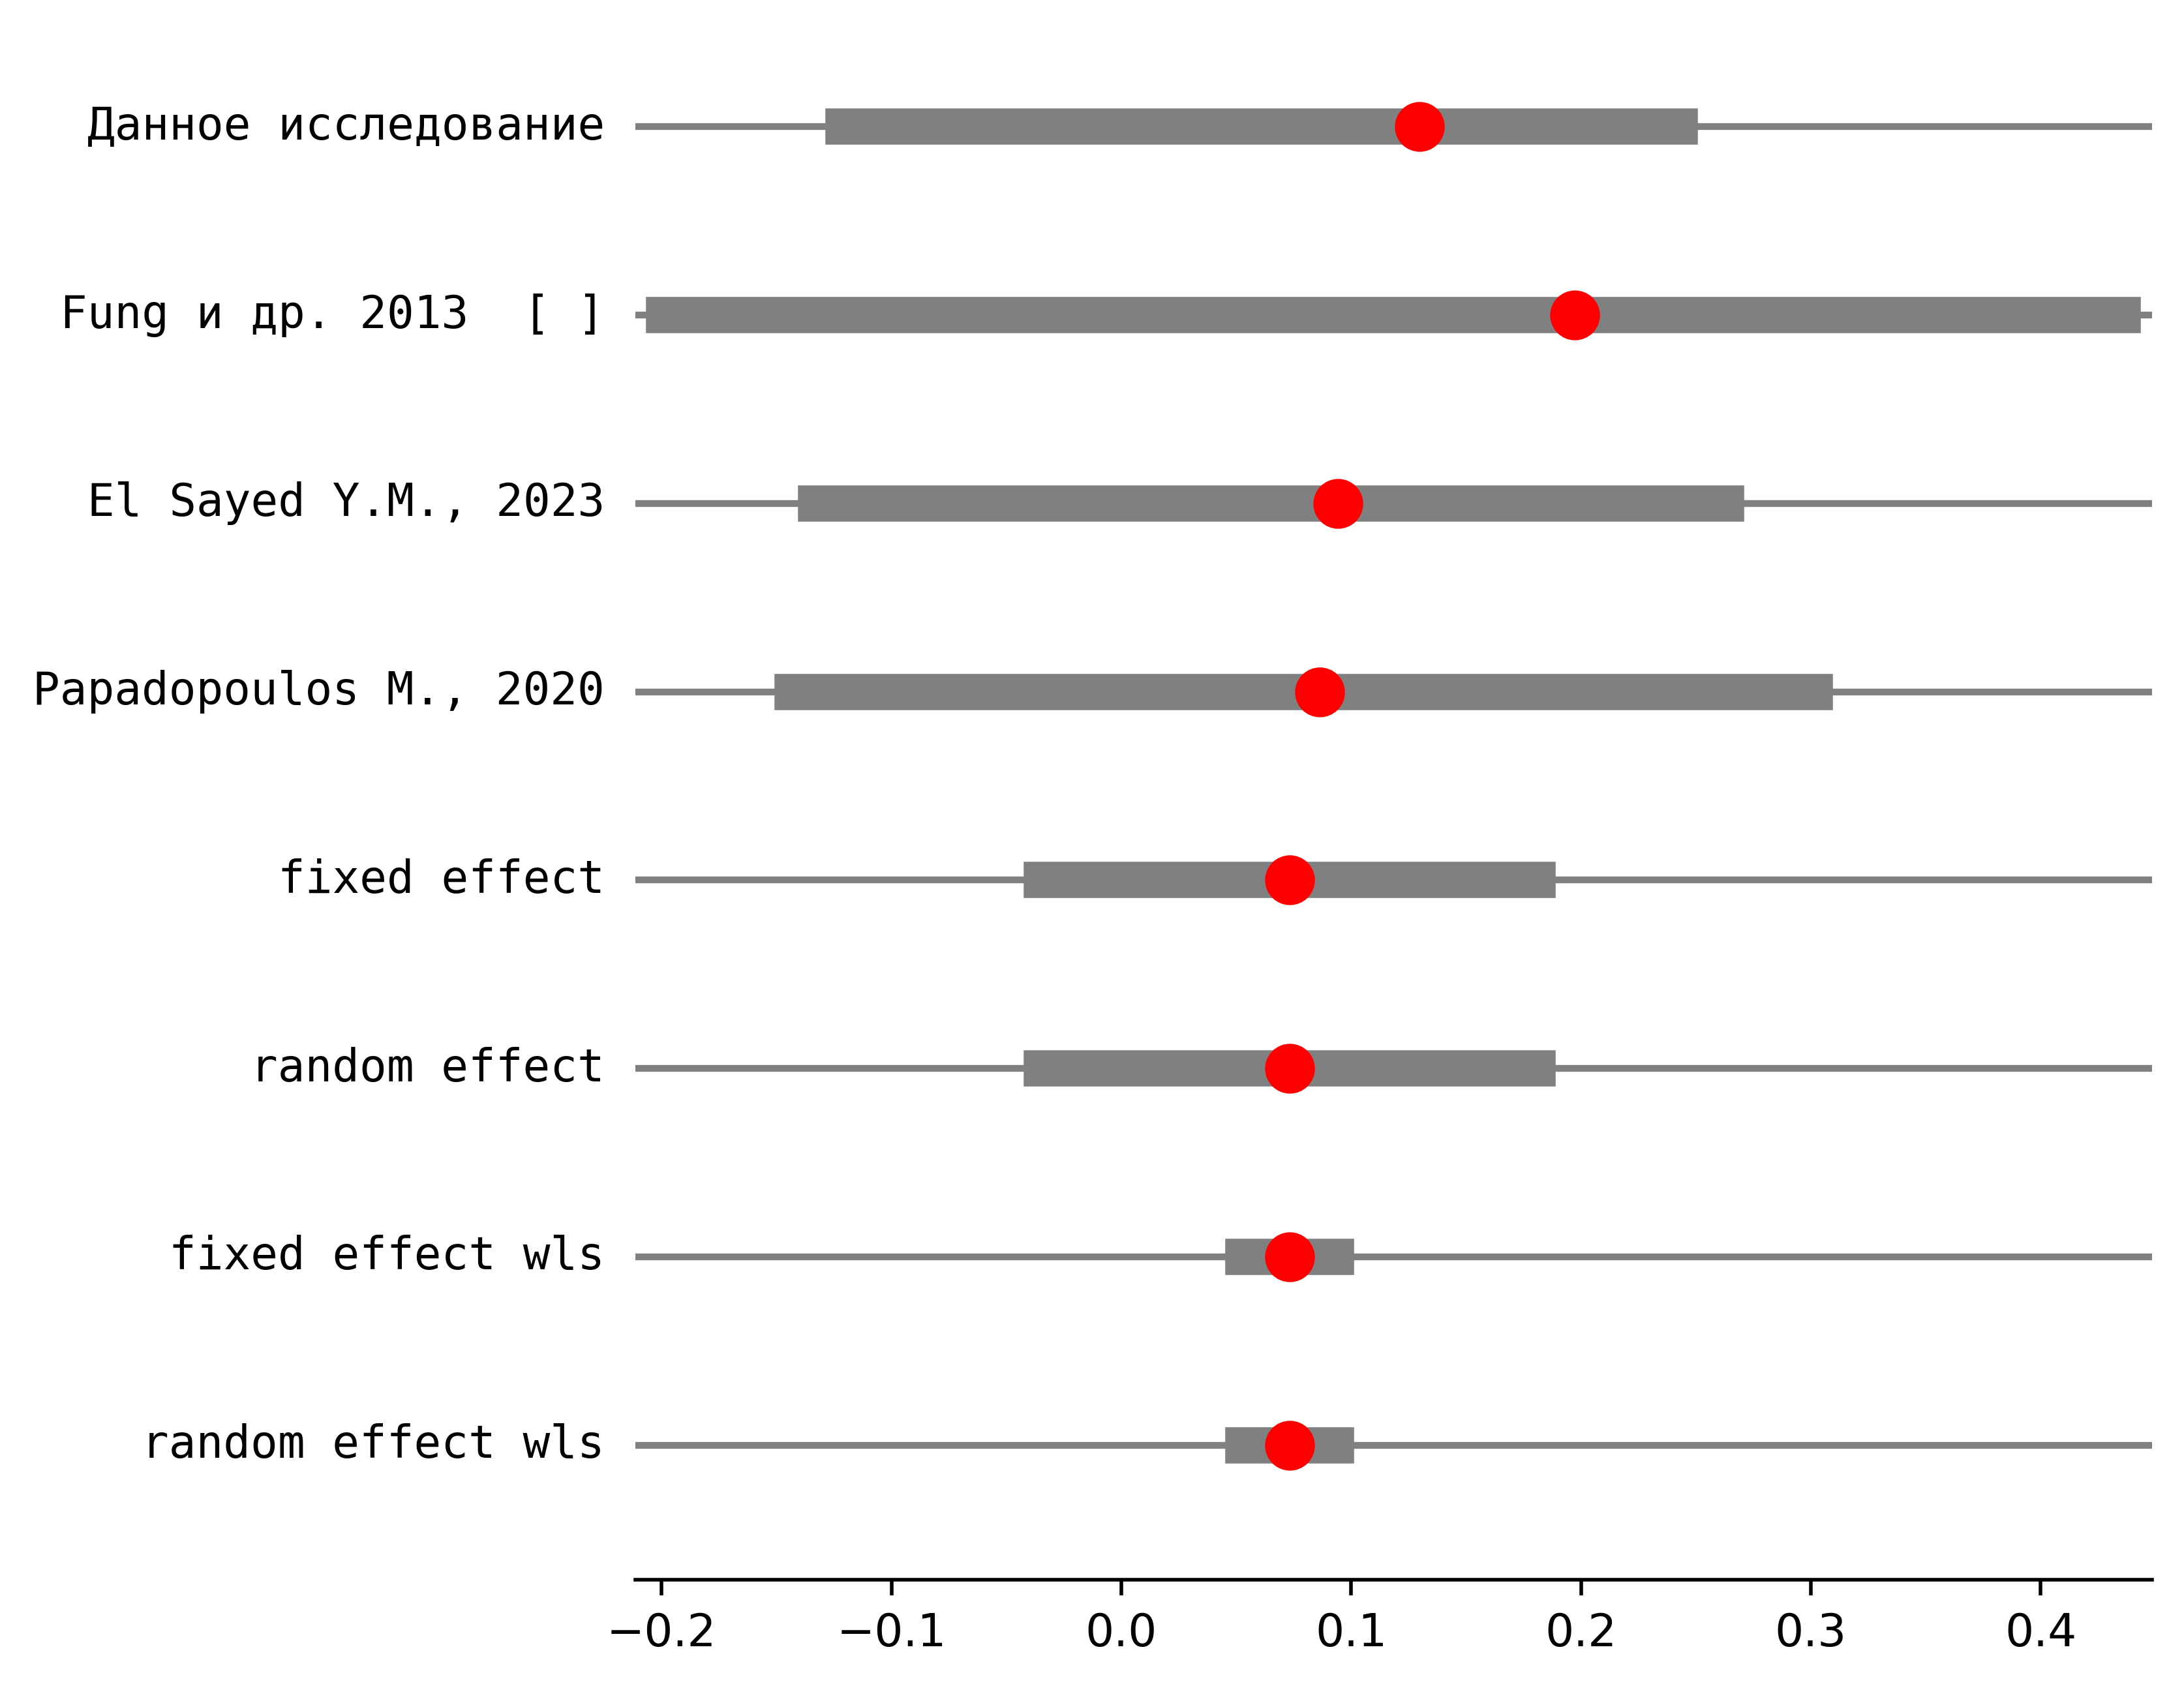 Данное исследование
Fung и др. 2013  [ ]
El Sayed Y.M., 2023
Papadopoulos M., 2020
fixed effect
random effect
fixed effect wls
random effect wls
−0.2 −0.1 0.0 0.1 0.2 0.3 0.4